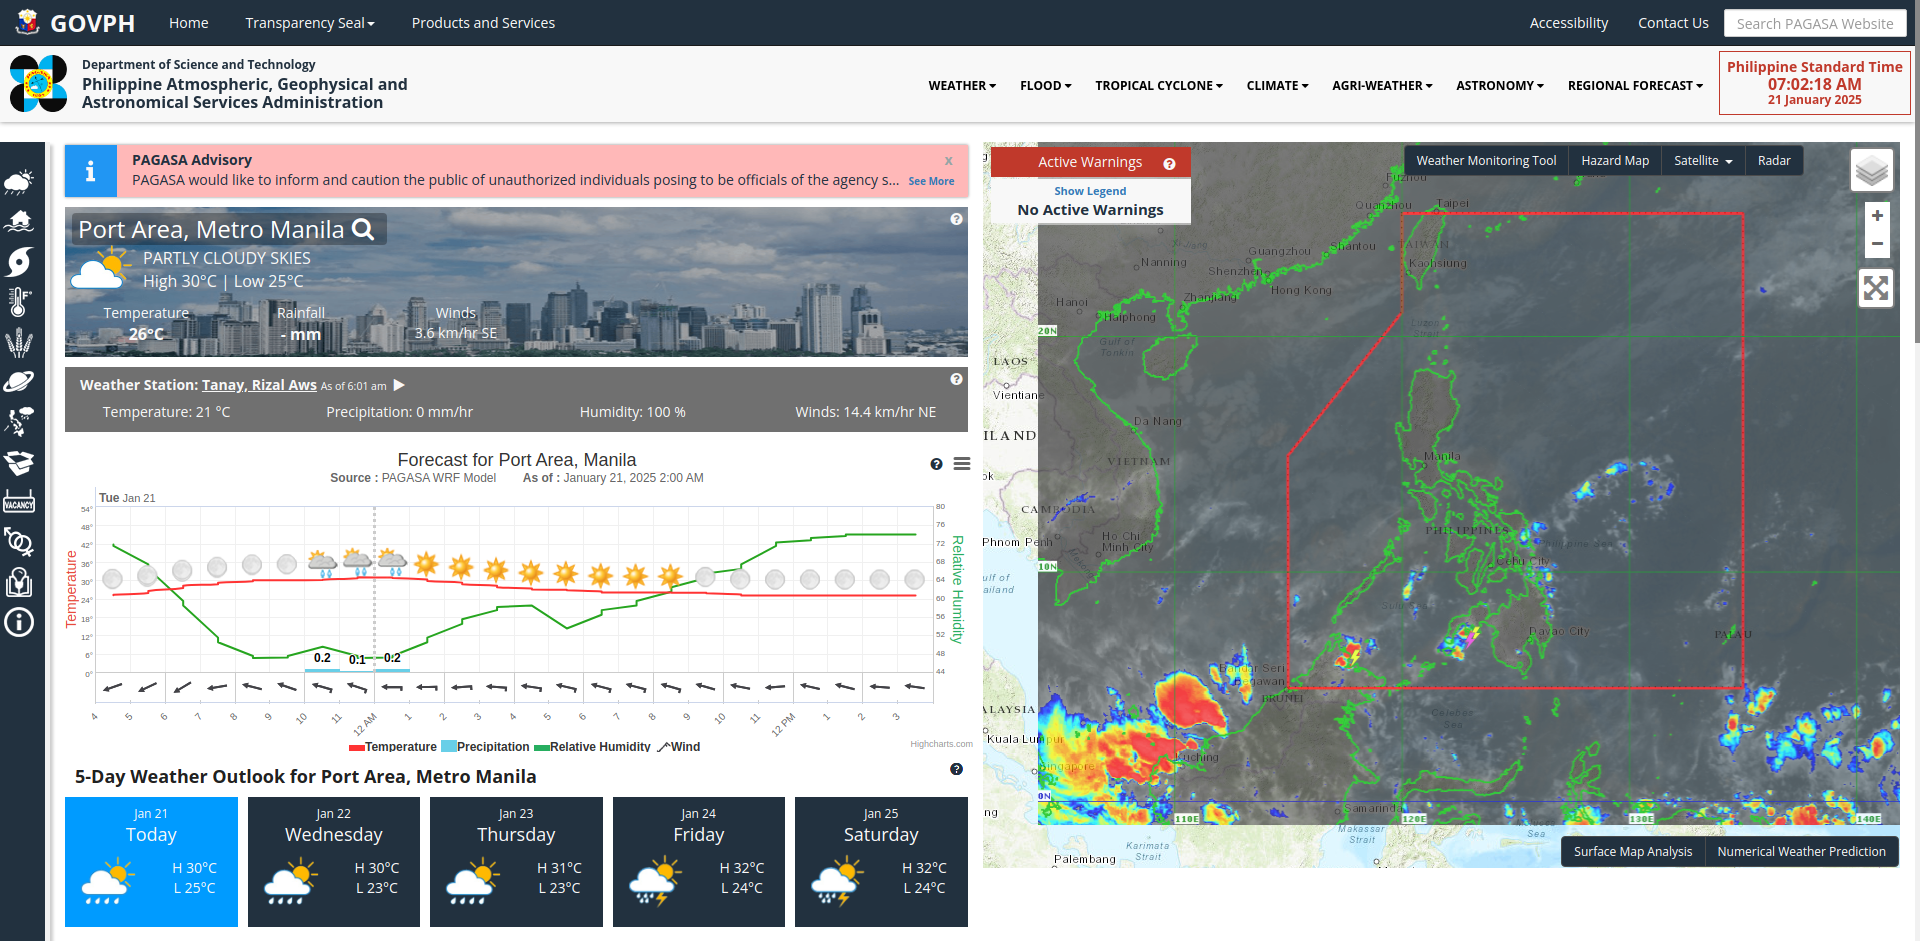 GOVPH
Home
Transparency Seal
Products and Services
Accessibility
Contact Us
Search PAGASA Website
Department of Science and Technology
Philippine Atmospheric, Geophysical and
Astronomical Services Administration
WEATHER
FLOOD
TROPICAL CYCLONE
CLIMATE
AGRI-WEATHER
ASTRONOMY
REGIONAL FORECAST
Philippine Standard Time
07:02:18 AM
21 January 2025
PAGASA Advisory
x
PAGASA would like to inform and caution the public of unauthorized individuals posing to be officials of the agency s... See More
Port Area, Metro Manila
PARTLY CLOUDY SKIES
High 30°C | Low 25°C
Temperature
Rainfall
Winds
26°C
- mm
3.6 km/hr SE
Weather Station: Tanay, Rizal Aws As of 6:01 am
Temperature: 21 °C
Precipitation: 0 mm/hr
Humidity: 100 %
Winds: 14.4 km/hr NE
VACANCY
Forecast for Port Area, Manila
Source : PAGASA WRF Model As of : January 21, 2025 2:00 AM
Tue Jan 21
Temperature
54°
48°
42°
36°
30°
24°
18°
12°
6°
0°
80
76
72
68
64
60
56
52
48
44
Relative Humidity
0.2
0.1
0.2
4
5
6
7
8
9
10
11
12 AM
1
2
3
4
5
6
7
8
9
10
11
12 PM
1
2
3
Temperature
Precipitation
Relative Humidity
Wind
Highcharts.com
5-Day Weather Outlook for Port Area, Metro Manila
Jan 21
Today
H 30°C
L 25°C
Jan 22
Wednesday
H 30°C
L 23°C
Jan 23
Thursday
H 31°C
L 23°C
Jan 24
Friday
H 32°C
L 24°C
Jan 25
Saturday
H 32°C
L 24°C
Active Warnings
Show Legend
No Active Warnings
Weather Monitoring Tool
Hazard Map
Satellite
Radar
+
−
Fuzhou
Quanzhou
Taipei
TAIWAN
Kaohsiung
Shantou
Guangzhou
Shenzhen
Hong Kong
Nanning
Zhanjiang
Hanoi
Haiphong
Gulf of
Tonkin
Luzon
Strait
20N
LAOS
Vientiane
ILAND
Da Nang
VIETNAM
Manila
CAMBODIA
Phnom Penh
Ho Chi
Minh City
PHILIPPINES
Philippine Sea
Cebu City
10N
ulf of
ailand
Sulu
Davao City
PALAU
Bandar Seri
Begawan
BRUNEI
ALAYSIA
Kuala Lumpur
Celebes
Sea
Kuching
Singapore
0N
Samarinda
110E
120E
130E
140E
ng
Makassar
Strait
Karimata
Strait
Palembang
Sea
Surface Map Analysis
Numerical Weather Prediction